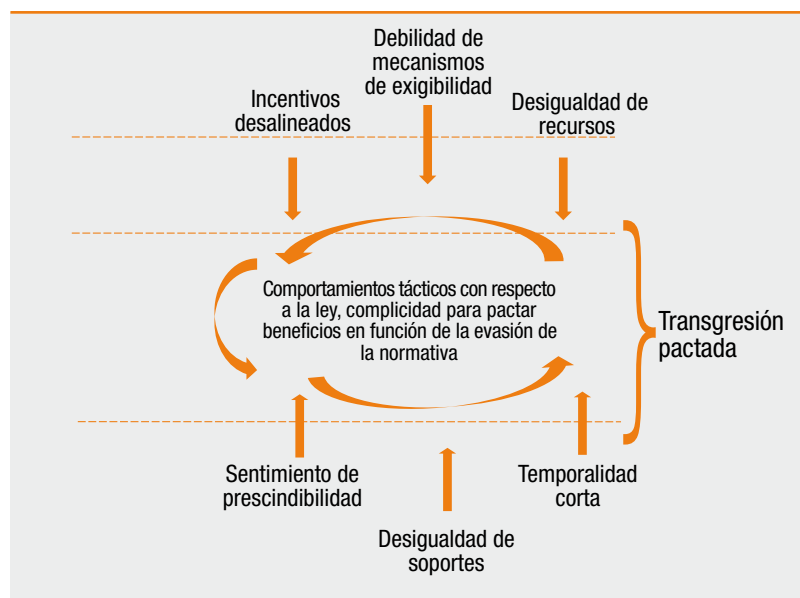 Debilidad de
mecanismos
de exigibilidad
Incentivos
desalineados
Desigualdad de
recursos
Comportamientos tácticos con respecto
a la ley, complicidad para pactar
beneficios en función de la evasión de
la normativa
Transgresión
pactada
Sentimiento de
prescindibilidad
Temporalidad
corta
Desigualdad de
soportes